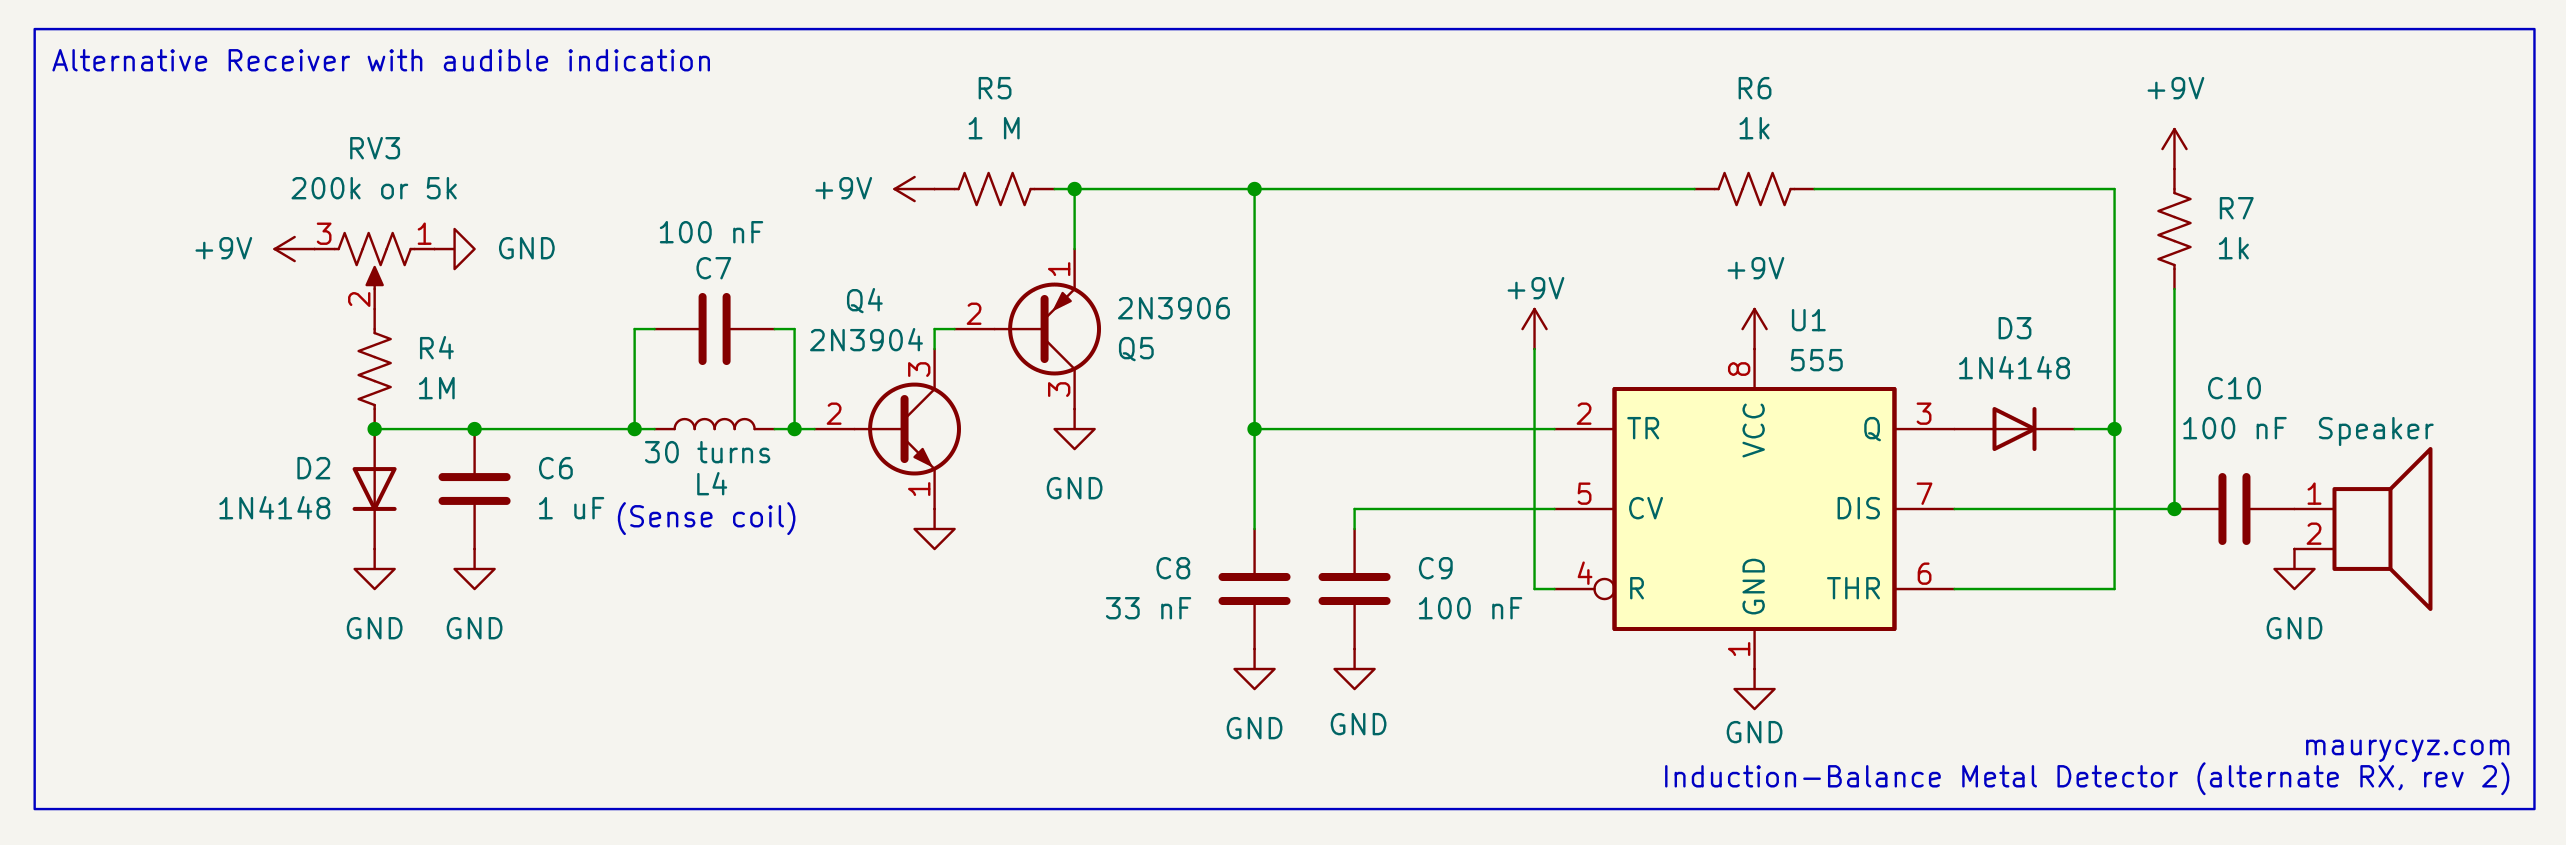 Alternative Receiver with audible indication
RV3
200k or 5k
+9V
3
1
GND
2
R4
1M
D2
1N4148
GND
C6
1 uF
GND
100 nF
C7
30 turns
L4
(Sense coil)
Q4
2N3904
2
3
1
R5
1 M
+9V
1
2
2N3906
Q5
3
GND
C8
33 nF
GND
C9
100 nF
GND
R6
1k
+9V
+9V
U1
555
8
VCC
2
TR
5
CV
4
R
GND
1
GND
Q
3
DIS
7
THR
6
D3
1N4148
+9V
R7
1k
C10
100 nF
Speaker
1
2
GND
maurycyz.com
Induction-Balance Metal Detector (alternate RX, rev 2)